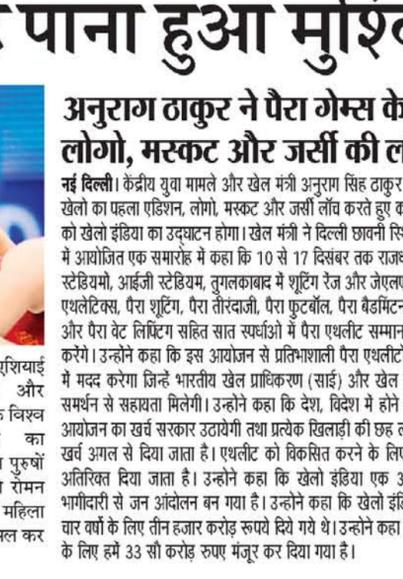 पाना हुआ मुश्कि
अनुराग ठाकुर ने पैरा गेम्स के
लोगो, मस्कट और जर्सी की ल
नई दिल्ली। केंद्रीय युवा मामले और खेल मंत्री अनुराग सिंह ठाकुर
खेलो का पहला एडिशन, लोगो, मस्कट और जर्सी लॉच करते हुए क
को खेलो इंडिया का उद्घाटन होगा। खेल मंत्री ने दिल्ली छावनी स्थि
में आयोजित एक समारोह में कहा कि 10 से 17 दिसंबर तक राजध
स्टेडियमो, आईजी स्टेडियम, तुगलकाबाद में शूटिंग रेंज और जेएलए
एथलेटिक्स, पैरा शूटिंग, पैरा तीरंदाजी, पैरा फुटबॉल, पैरा बैडमिंटन
और पैरा वेट लिफ्टिंग सहित सात स्पर्धाओ में पैरा एथलीट सम्मान
करेंगे। उन्होने कहा कि इस आयोजन से प्रतिभाशाली पैरा एथलीटो
में मदद करेगा जिन्हें भारतीय खेल प्राधिकरण (साई) और खेल
समर्थन से सहायता मिलेगी। उन्होने कहा कि देश, विदेश में होने
आयोजन का खर्च सरकार उठायेगी तथा प्रत्येक खिलाड़ी की छह ल
खर्च अगल से दिया जाता है। एथलीट को विकसित करने के लिए
अतिरिक्त दिया जाता है। उन्होने कहा कि खेलो इंडिया एक अ
भागीदारी से जन आंदोलन बन गया है। उन्होने कहा कि खेलो इंडि
चार वर्षो के लिए तीन हजार करोड़ रूपये दिये गये थे। उन्होने कहा
के लिए हमें 33 सौ करोड़ रुपए मंजूर कर दिया गया है।
एशियाई
और
विश्व
का
पुरुषों
रोमन
महिला
कर